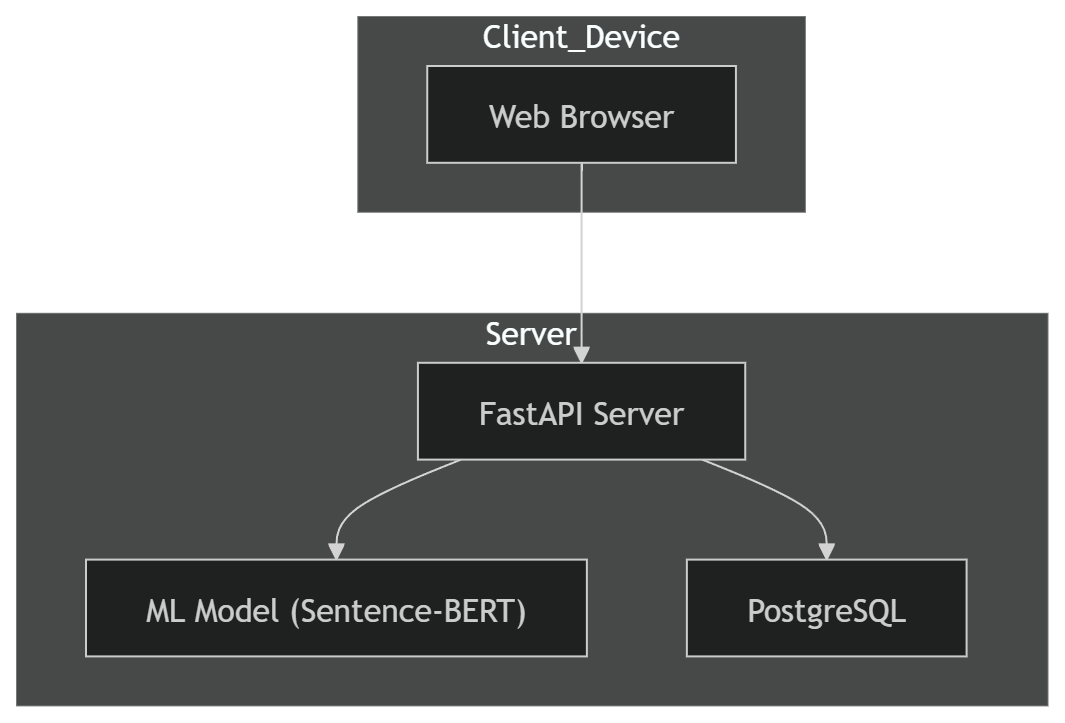 Client_Device
Web Browser
Server
FastAPI Server
ML Model (Sentence-BERT)
PostgreSQL